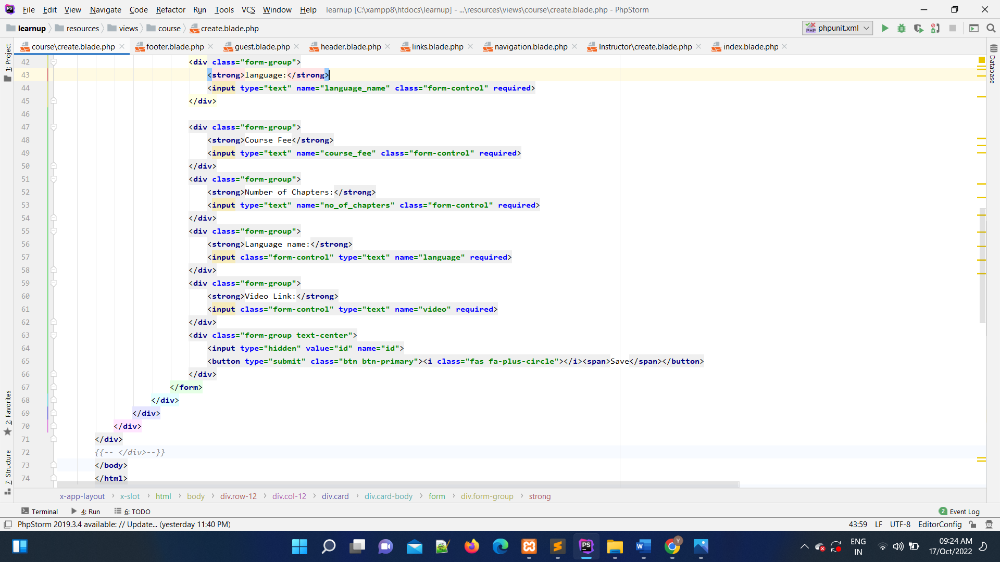 File Edit View Navigate Code Refactor Run Tools VCS Window Help learnup [C:\xampp8\htdocs\learnup] - ...\resources\views\course\create.blade.php - PhpStorm
learnup resources views course create.blade.php phpunit.xml
course\create.blade.php footer.blade.php guest.blade.php header.blade.php links.blade.php navigation.blade.php Instructor\create.blade.php index.blade.php
1: Project
Database
42 <div class="form-group">
43 <strong>language:</strong>
44 <input type="text" name="language_name" class="form-control" required>
45 </div>
46
47 <div class="form-group">
48 <strong>Course Fee</strong>
49 <input type="text" name="course_fee" class="form-control" required>
50 </div>
51 <div class="form-group">
52 <strong>Number of Chapters:</strong>
53 <input type="text" name="no_of_chapters" class="form-control" required>
54 </div>
55 <div class="form-group">
56 <strong>Language name:</strong>
57 <input class="form-control" type="text" name="language" required>
58 </div>
59 <div class="form-group">
60 <strong>Video Link:</strong>
61 <input class="form-control" type="text" name="video" required>
62 </div>
63 <div class="form-group text-center">
64 <input type="hidden" value="id" name="id">
65 <button type="submit" class="btn btn-primary"><i class="fas fa-plus-circle"></i><span>Save</span></button>
66 </div>
67 </form>
68 </div>
69 </div>
70 </div>
71 </div>
72 {{-- </div>--}}
73 </body>
74 </html>
2: Favorites
7: Structure
x-app-layout x-slot html body div.row-12 div.col-12 div.card div.card-body form div.form-group strong
Terminal 4: Run 6: TODO 2 Event Log
PhpStorm 2019.3.4 available: // Update... (yesterday 11:40 PM) 43:59 LF UTF-8 EditorConfig
ENG
IN
09:24 AM
17/Oct/2022